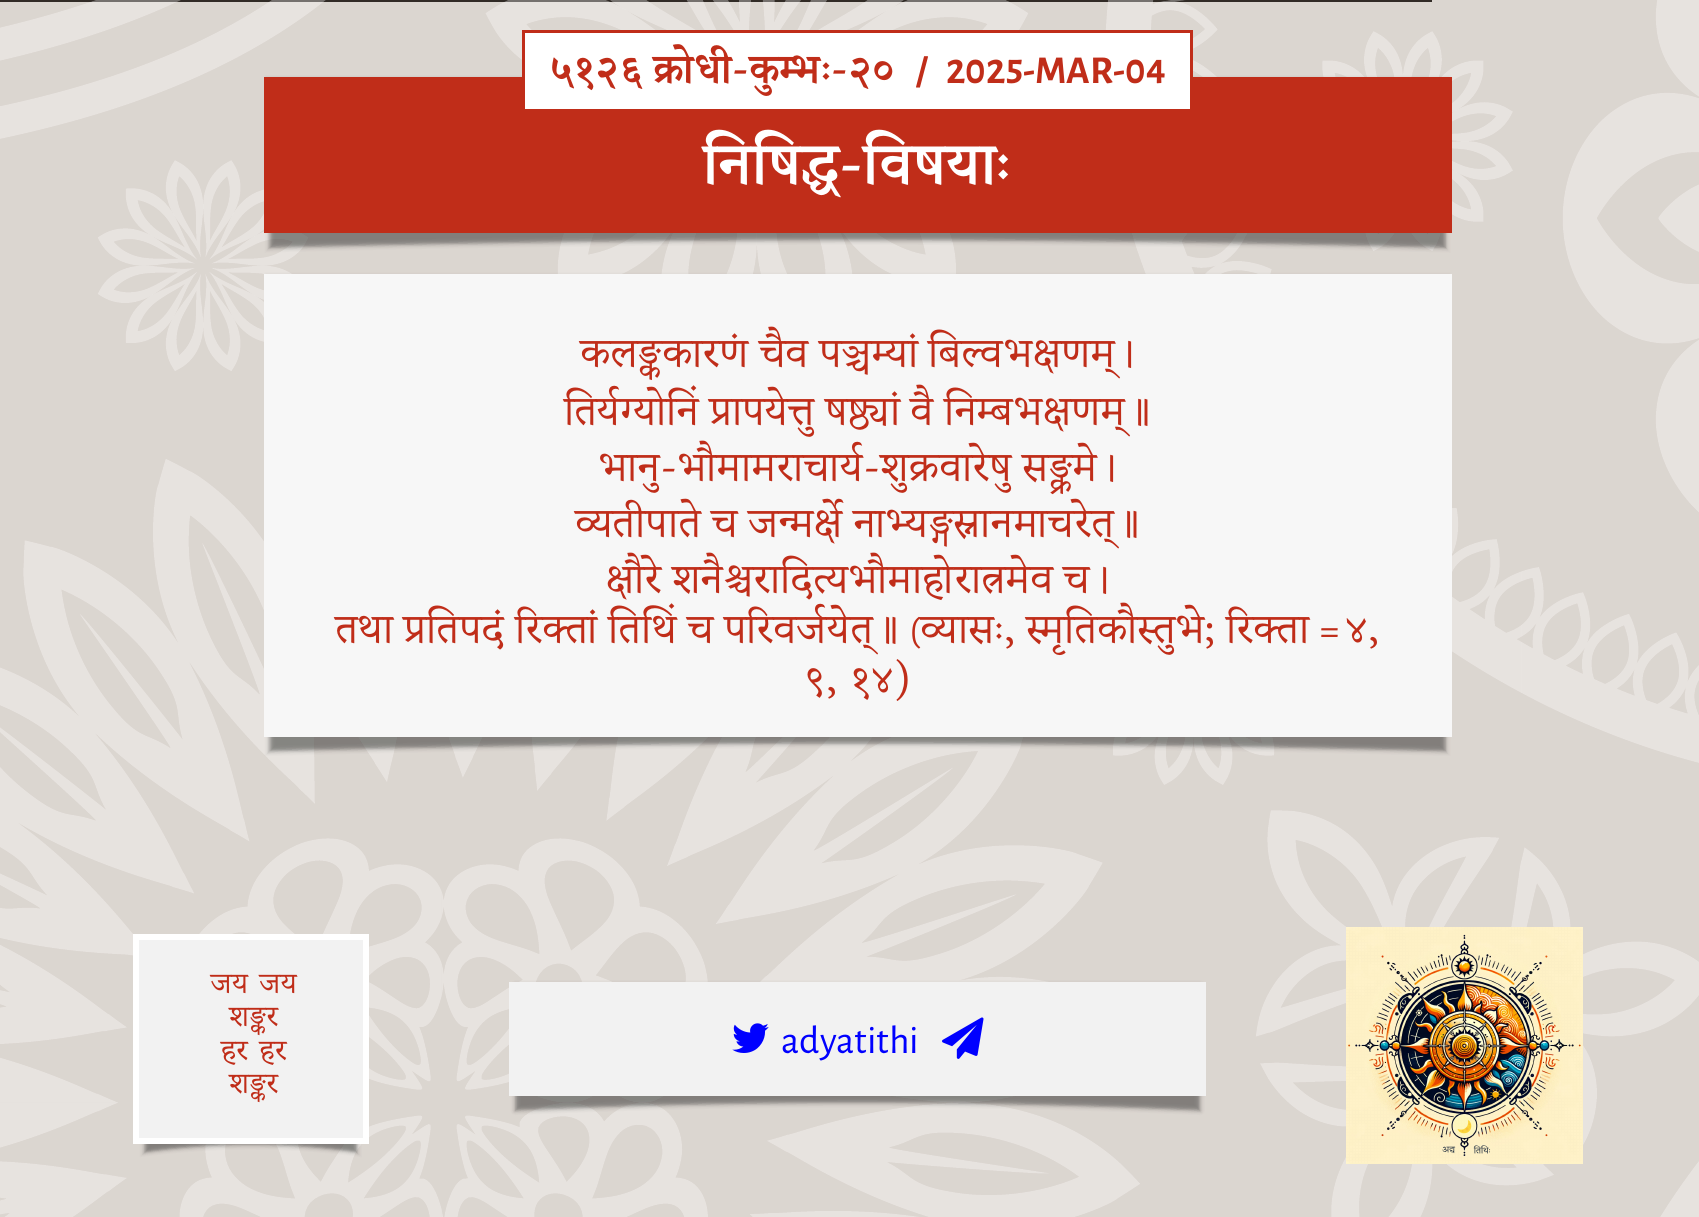 ५१२६ क्रोधी-कुम्भः-२० / 2025-MAR-04
निषिद्ध-विषयाः
कलङ्ककारणं चैव पञ्चम्यां बिल्वभक्षणम्।
तिर्यग्योनिं प्रापयेत्तु षष्ठ्यां वै निम्बभक्षणम्॥
भानु-भौमामराचार्य-शुक्रवारेषु सङ्क्रमे।
व्यतीपाते च जन्मर्क्षे नाभ्यङ्गस्नानमाचरेत्॥
क्षौरे शनैश्चरादित्यभौमाहोरात्रमेव च।
तथा प्रतिपदं रिक्तां तिथिं च परिवर्जयेत्॥ (व्यासः, स्मृतिकौस्तुभे; रिक्ता = ४,
९, १४)
जय जय
शङ्कर
हर हर
शङ्कर
adyatithi
अद्य तिथिः